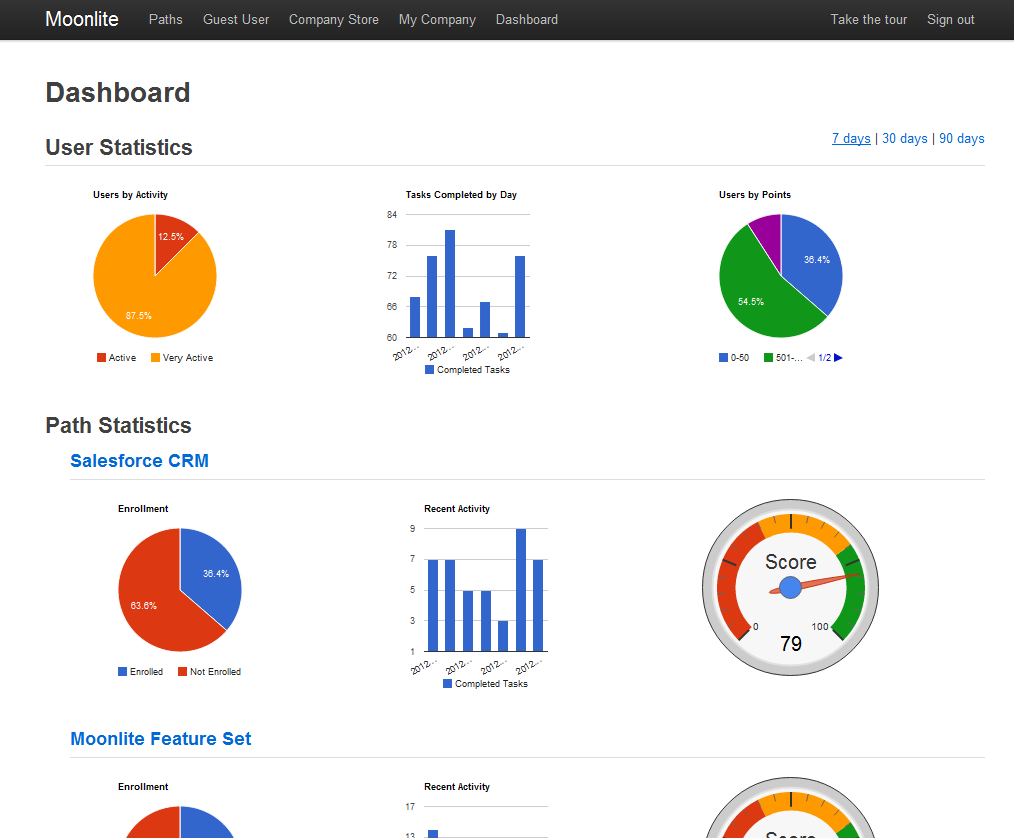 Moonlite Paths Guest User Company Store My Company Dashboard Take the tour Sign out
Dashboard
User Statistics
7 days | 30 days | 90 days
Users by Activity
12.5%
87.5%
Active Very Active
Tasks Completed by Day
84
78
72
66
60
2012... 2012... 2012... 2012...
Completed Tasks
Users by Points
36.4%
54.5%
0-50 501-... 1/2
Path Statistics
Salesforce CRM
Enrollment
36.4%
63.6%
Enrolled Not Enrolled
Recent Activity
9
7
5
3
1
2012... 2012... 2012... 2012...
Completed Tasks
Score
0 100
79
Moonlite Feature Set
Enrollment
Recent Activity
17
13
Score